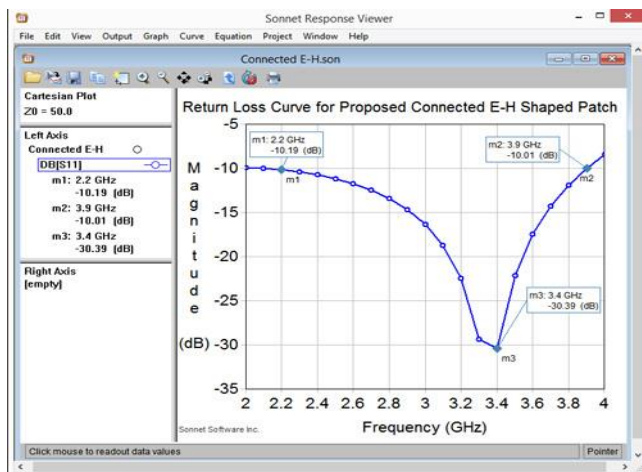 Sonnet Response Viewer
File Edit View Output Graph Curve Equation Project Window Help
Connected E-H.son
Cartesian Plot
Z0 = 50.0
Left Axis
Connected E-H
DB[S11]
m1: 2.2 GHz
-10.19 (dB)
m2: 3.9 GHz
-10.01 (dB)
m3: 3.4 GHz
-30.39 (dB)
Right Axis
[empty]
Return Loss Curve for Proposed Connected E-H Shaped Patch
Magnitude
(dB)
-5
-10
-15
-20
-25
-30
-35
m1: 2.2 GHz
-10.19 (dB)
m1
m2: 3.9 GHz
-10.01 (dB)
m2
m3: 3.4 GHz
-30.39 (dB)
m3
2 2.2 2.4 2.6 2.8 3 3.2 3.4 3.6 3.8 4
Frequency (GHz)
Sonnet Software Inc.
Click mouse to readout data values
Pointer